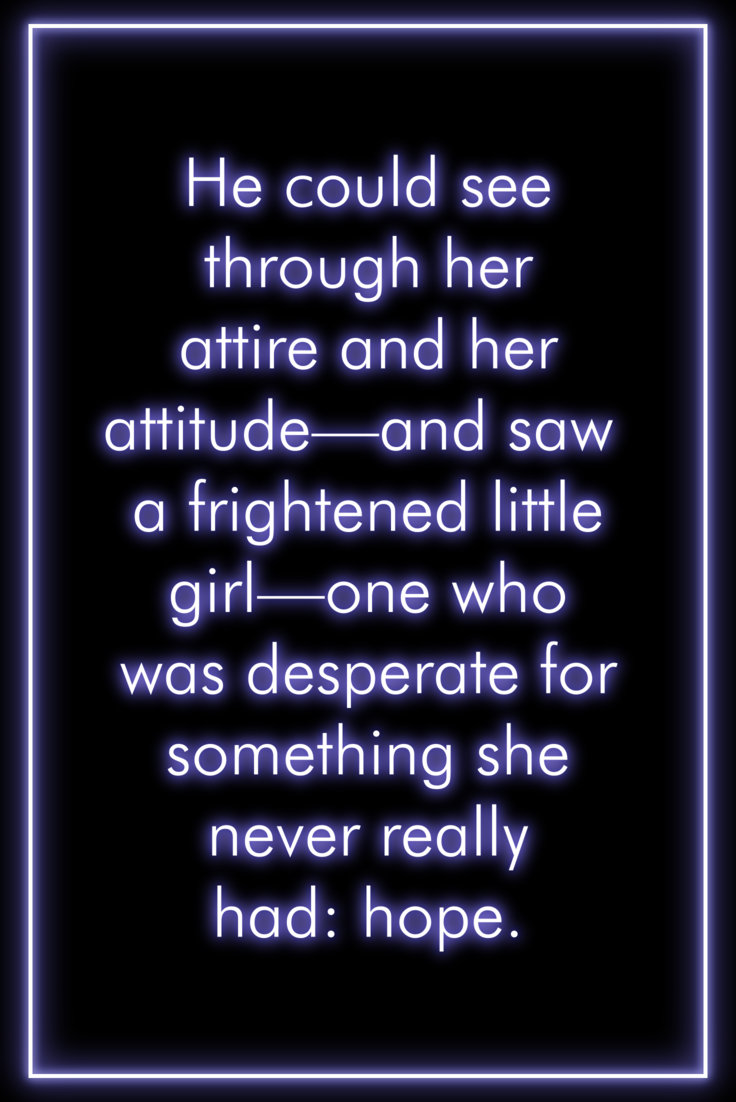 He could see
through her
attire and her
attitude—and saw
a frightened little
girl—one who
was desperate for
something she
never really
had: hope.